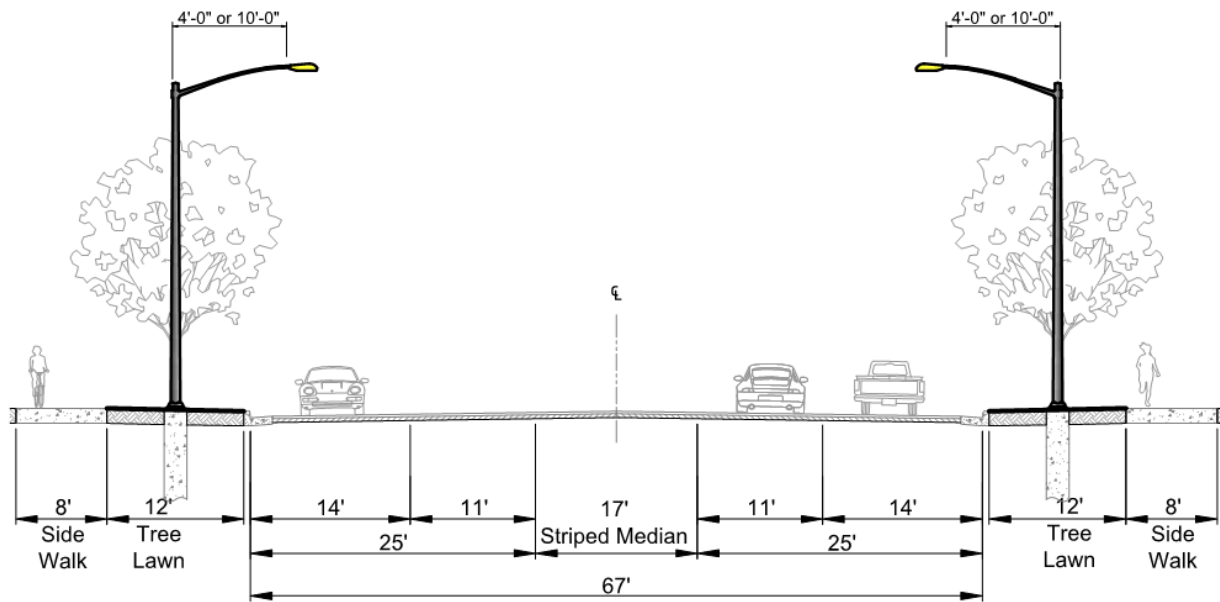 4'-0" or 10'-0"
4'-0" or 10'-0"
℄
8'
12'
14'
11'
17'
11'
14'
12'
8'
Side
Walk
Tree
Lawn
Striped Median
Tree
Lawn
Side
Walk
25'
25'
67'